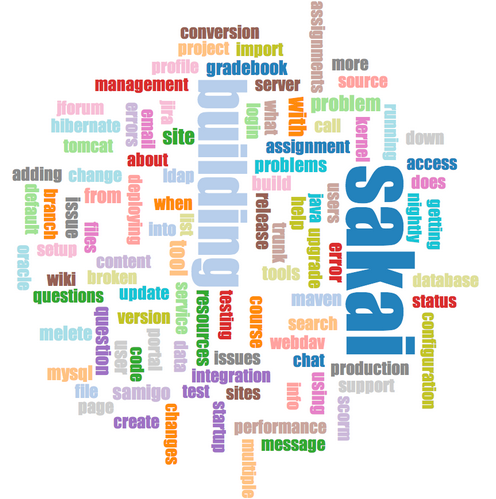 conversion
assignments
project
import
more
profile
gradebook
source
management
server
building
what
with
problem
jforum
errors
email
jira
site
login
call
kernel
running
hibernate
down
tomcat
assignment
about
problems
access
adding
change
ldap
build
sakai
does
default
branch
issue
from
deploying
when
release
help
java
users
nightly
getting
files
into
list
trunk
setup
tool
upgrade
error
oracle
content
tools
wiki
broken
database
questions
update
service
resources
testing
course
maven
status
version
configuration
melete
question
user
code
portal
data
search
webdav
issues
chat
mysql
integration
production
file
samigo
test
sites
info
using
support
page
scorm
create
changes
startup
performance
message
multiple